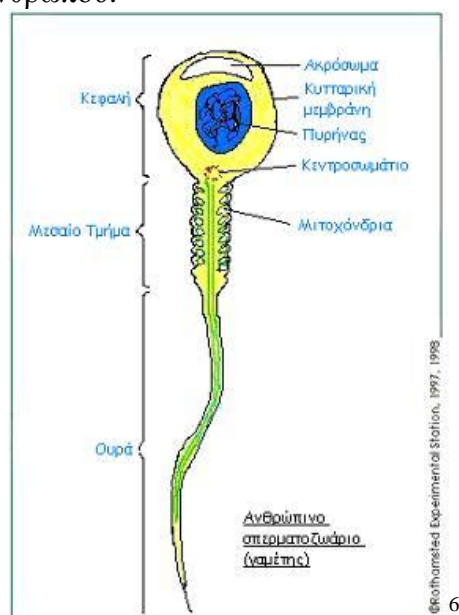 Ακρόσωμα
Κυτταρική
μεμβράνη
Κεφαλή
Πυρήνας
Κεντροσωμάτιο
Μεσαίο Τμήμα
Μιτοχόνδρια
Ουρά
Ανθρώπινο
σπερματοζωάριο
(γαμέτης)
©Rothamsted Experimental Station, 1997, 1998
6